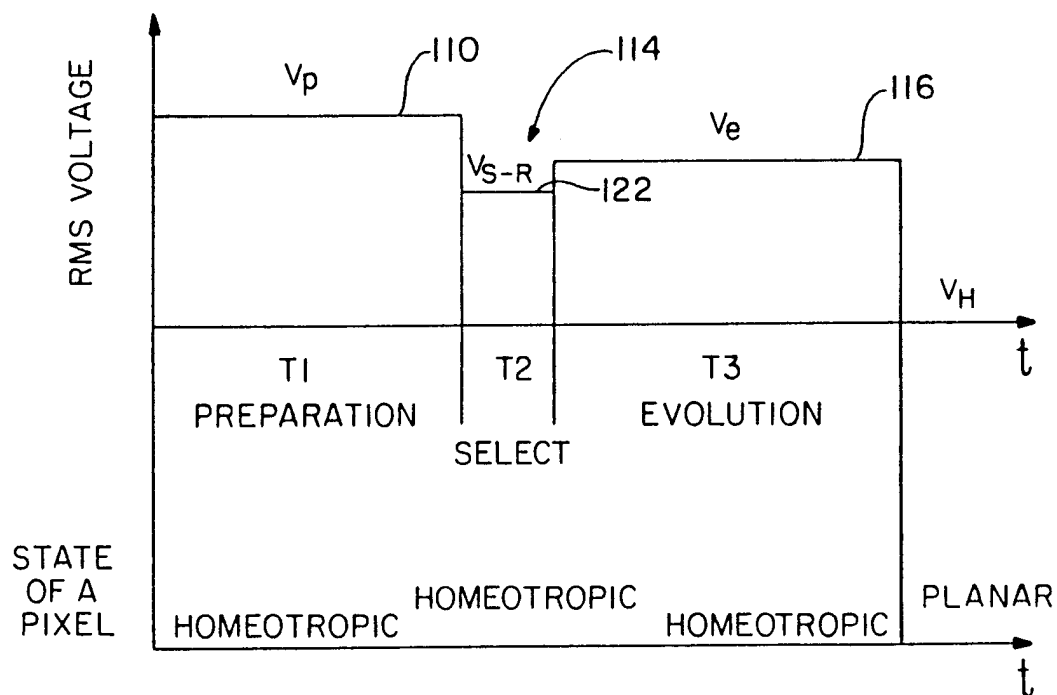 110
114
Vp
116
Ve
VS-R
122
RMS VOLTAGE
VH
t
T1
T2
T3
PREPARATION
EVOLUTION
SELECT
STATE
OF A
PIXEL
HOMEOTROPIC
HOMEOTROPIC
HOMEOTROPIC
PLANAR
t